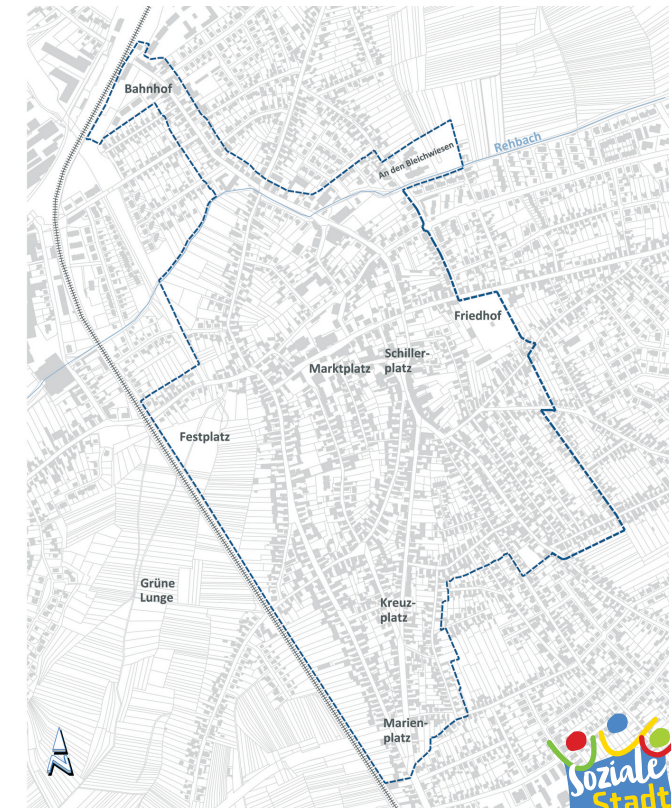 Bahnhof
An den Bleichwiesen
Rehbach
Friedhof
Schiller-
platz
Marktplatz
Festplatz
Grüne
Lunge
Kreuz-
platz
Marien-
platz
N
Soziale
Stadt